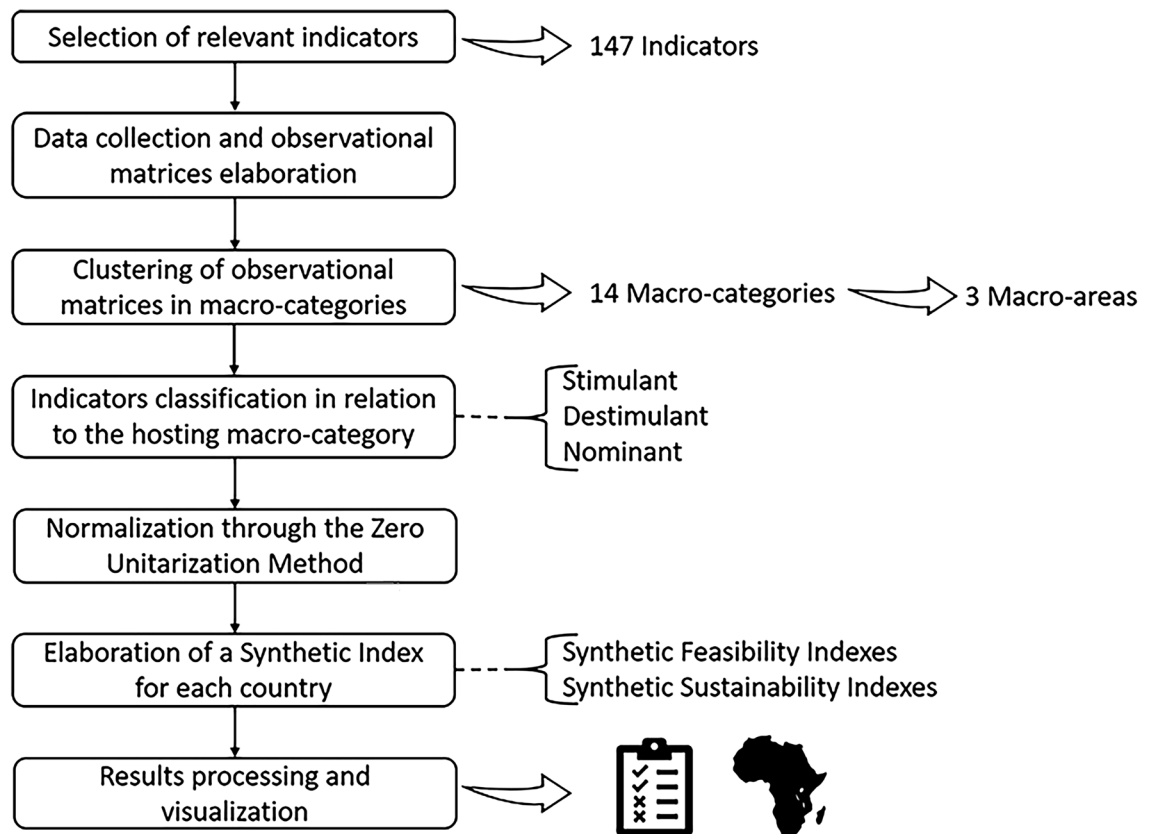 Selection of relevant indicators
147 Indicators
Data collection and observational
matrices elaboration
Clustering of observational
matrices in macro-categories
14 Macro-categories
3 Macro-areas
Indicators classification in relation
to the hosting macro-category
Stimulant
Destimulant
Nominant
Normalization through the Zero
Unitarization Method
Elaboration of a Synthetic Index
for each country
Synthetic Feasibility Indexes
Synthetic Sustainability Indexes
Results processing and
visualization